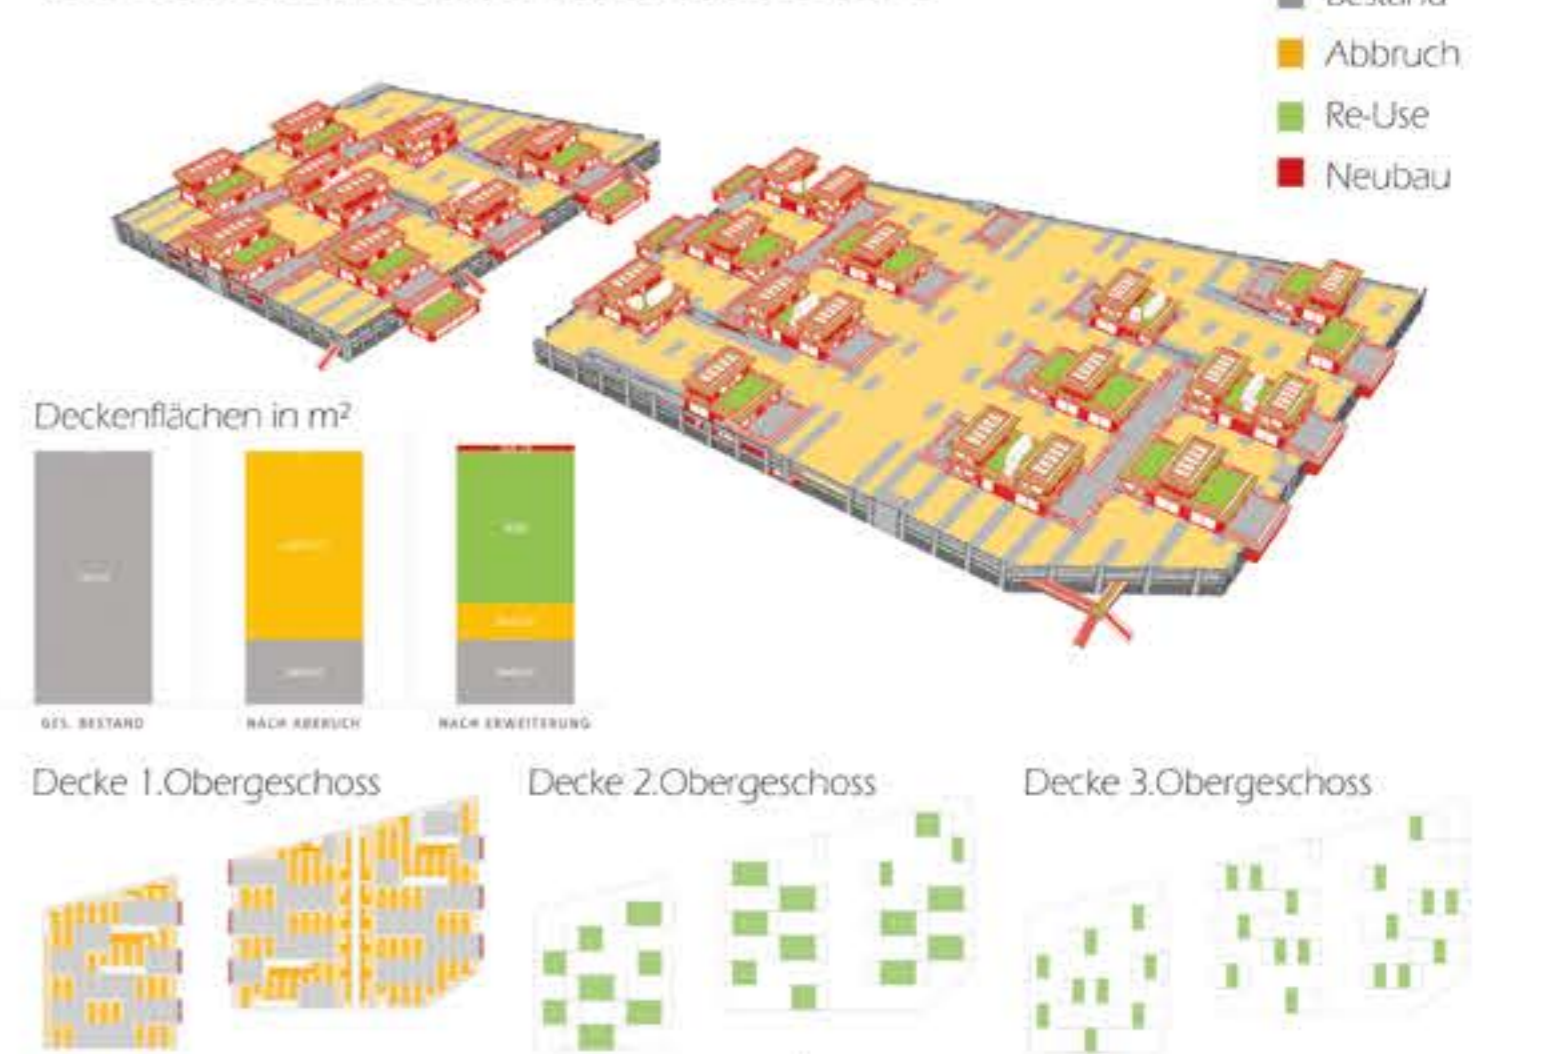 Bestand
Abbruch
Re-Use
Neubau
Deckenflächen in m²
GES. BESTAND
NACH ABBRUCH
NACH ERWEITERUNG
Decke 1.Obergeschoss
Decke 2.Obergeschoss
Decke 3.Obergeschoss